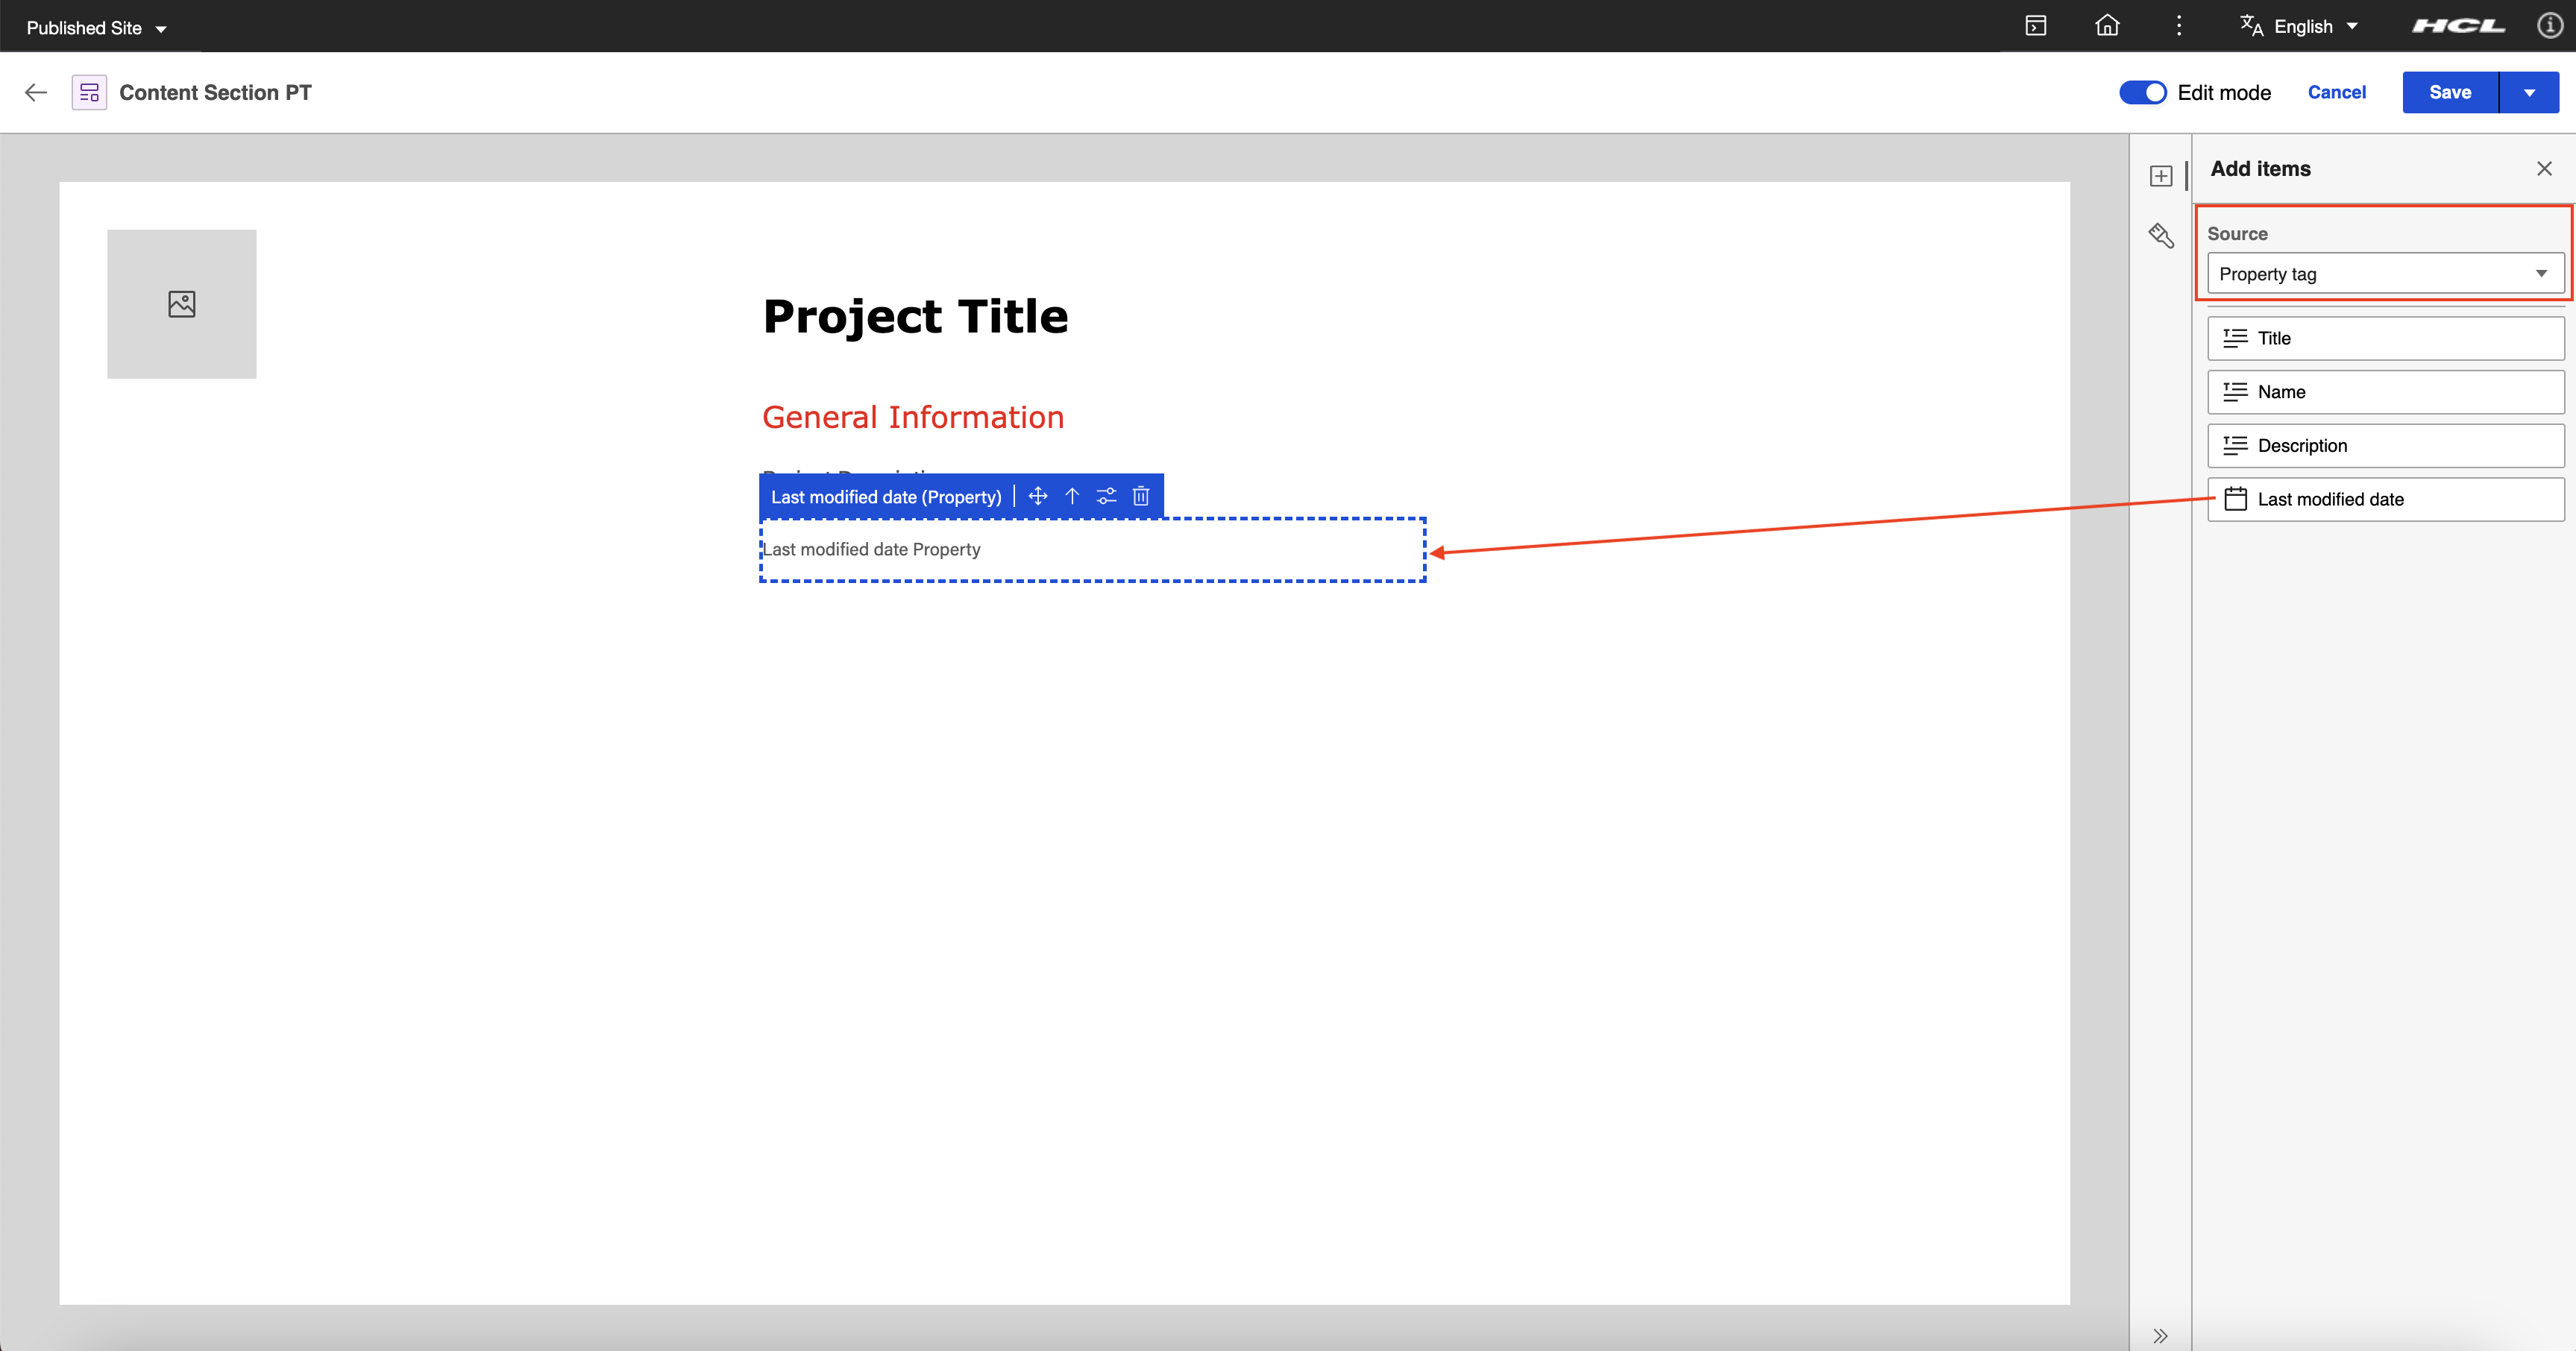 Published Site
English
HCL
Content Section PT
Edit mode
Cancel
Save
Project Title
General Information
Last modified date (Property)
Last modified date Property
Add items
Source
Property tag
Title
Name
Description
Last modified date